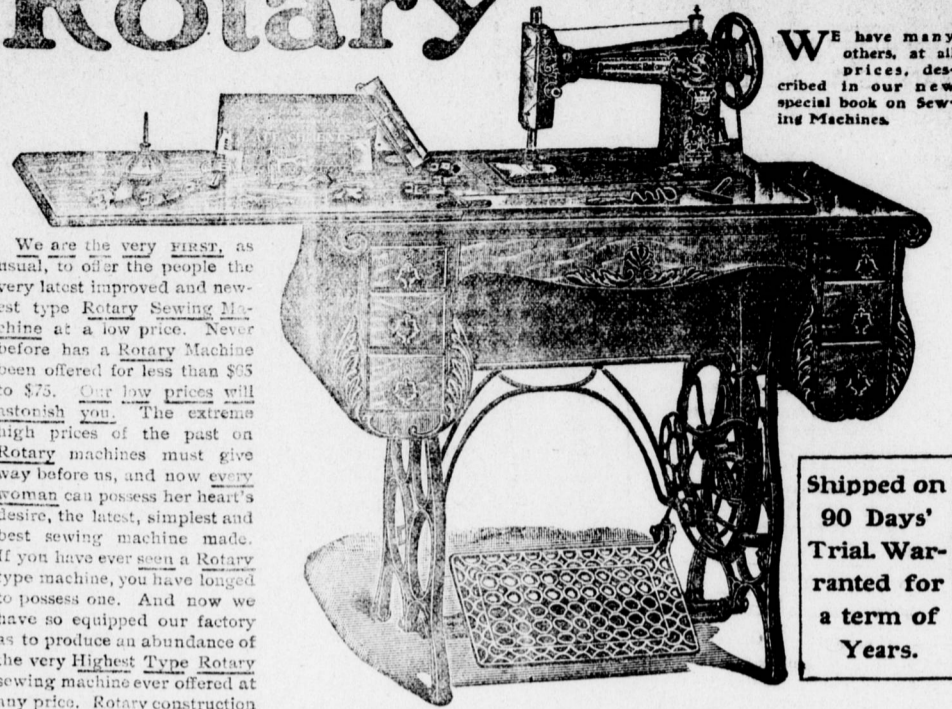 Rotary
WE have many
others, at al
prices, des-
cribed in our new
special book on Sew-
ing Machines.
We are the very FIRST, as
usual, to offer the people the
very latest improved and new-
est type Rotary Sewing Ma-
chine at a low price. Never
before has a Rotary Machine
been offered for less than $65
to $75. Our low prices will
astonish you. The extreme
high prices of the past on
Rotary machines must give
way before us, and now every
woman can possess her heart's
desire, the latest, simplest and
best sewing machine made.
If you have ever seen a Rotary
type machine, you have longed
to possess one. And now we
have so equipped our factory
as to produce an abundance of
the very Highest Type Rotary
sewing machine ever offered at
any price. Rotary construction
Shipped on
90 Days'
Trial. War-
ranted for
a term of
Years.